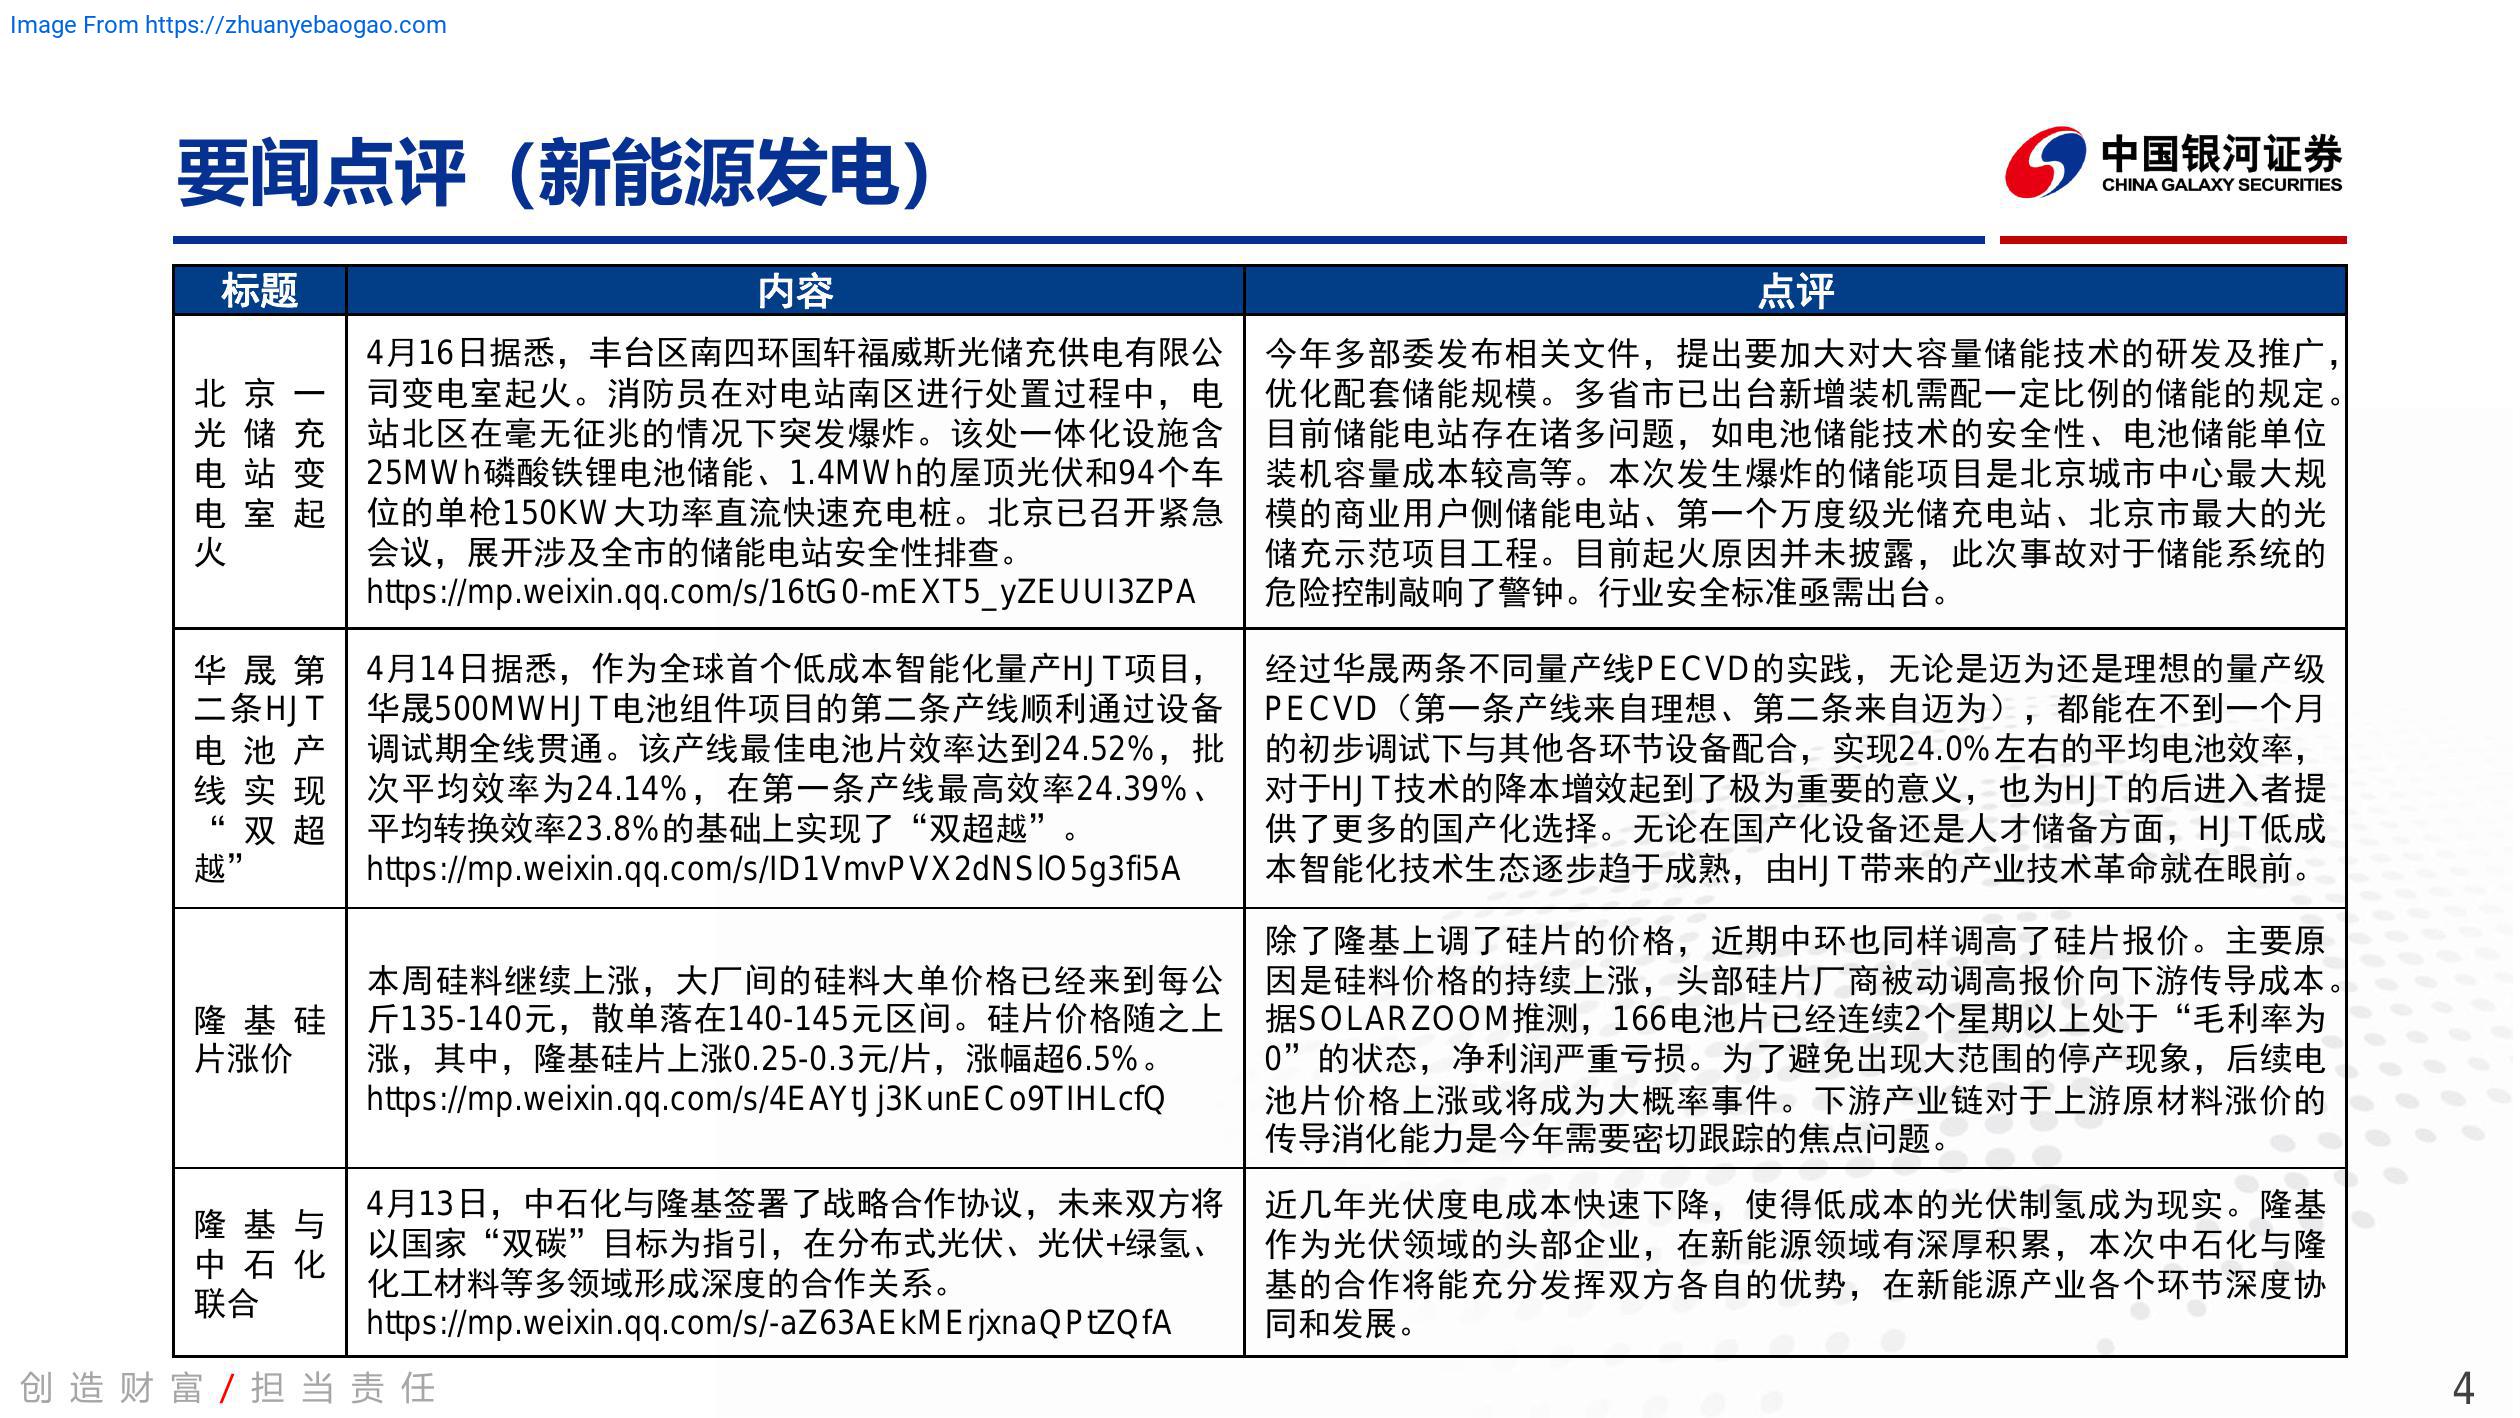 Image From https://zhuanyebaogao.com
要闻点评（新能源发电）
中国银河证券
CHINA GALAXY SECURITIES
标题
内容
点评
北京一
光储充
电站变
电室起
火
4月16日据悉，丰台区南四环国轩福威斯光储充供电有限公
司变电室起火。消防员在对电站南区进行处置过程中，电
站北区在毫无征兆的情况下突发爆炸。该处一体化设施含
25MWh磷酸铁锂电池储能、1.4MWh的屋顶光伏和94个车
位的单枪150KW大功率直流快速充电桩。北京已召开紧急
会议，展开涉及全市的储能电站安全性排查。
https://mp.weixin.qq.com/s/16tG0-mEXT5_yZEUUI3ZPA
今年多部委发布相关文件，提出要加大对大容量储能技术的研发及推广，
优化配套储能规模。多省市已出台新增装机需配一定比例的储能的规定。
目前储能电站存在诸多问题，如电池储能技术的安全性、电池储能单位
装机容量成本较高等。本次发生爆炸的储能项目是北京城市中心最大规
模的商业用户侧储能电站、第一个万度级光储充电站、北京市最大的光
储充示范项目工程。目前起火原因并未披露，此次事故对于储能系统的
危险控制敲响了警钟。行业安全标准亟需出台。
华晟第
二条HJT
电池产
线实现
“双超
越”
4月14日据悉，作为全球首个低成本智能化量产HJT项目，
华晟500MWHJT电池组件项目的第二条产线顺利通过设备
调试期全线贯通。该产线最佳电池片效率达到24.52%，批
次平均效率为24.14%，在第一条产线最高效率24.39%、
平均转换效率23.8%的基础上实现了“双超越”。
https://mp.weixin.qq.com/s/ID1VmvPVX2dNSlO5g3fi5A
经过华晟两条不同量产线PECVD的实践，无论是迈为还是理想的量产级
PECVD（第一条产线来自理想、第二条来自迈为），都能在不到一个月
的初步调试下与其他各环节设备配合，实现24.0%左右的平均电池效率，
对于HJT技术的降本增效起到了极为重要的意义，也为HJT的后进入者提
供了更多的国产化选择。无论在国产化设备还是人才储备方面，HJT低成
本智能化技术生态逐步趋于成熟，由HJT带来的产业技术革命就在眼前。
隆基硅
片涨价
本周硅料继续上涨，大厂间的硅料大单价格已经来到每公
斤135-140元，散单落在140-145元区间。硅片价格随之上
涨，其中，隆基硅片上涨0.25-0.3元/片，涨幅超6.5%。
https://mp.weixin.qq.com/s/4EAYtJj3KunECo9TIHLcfQ
除了隆基上调了硅片的价格，近期中环也同样调高了硅片报价。主要原
因是硅料价格的持续上涨，头部硅片厂商被动调高报价向下游传导成本。
据SOLARZOOM推测，166电池片已经连续2个星期以上处于“毛利率为
0”的状态，净利润严重亏损。为了避免出现大范围的停产现象，后续电
池片价格上涨或将成为大概率事件。下游产业链对于上游原材料涨价的
传导消化能力是今年需要密切跟踪的焦点问题。
隆基与
中石化
联合
4月13日，中石化与隆基签署了战略合作协议，未来双方将
以国家“双碳”目标为指引，在分布式光伏、光伏+绿氢、
化工材料等多领域形成深度的合作关系。
https://mp.weixin.qq.com/s/-aZ63AEkMErjxnaQPtZQfA
近几年光伏度电成本快速下降，使得低成本的光伏制氢成为现实。隆基
作为光伏领域的头部企业，在新能源领域有深厚积累，本次中石化与隆
基的合作将能充分发挥双方各自的优势，在新能源产业各个环节深度协
同和发展。
创造财富/担当责任
4